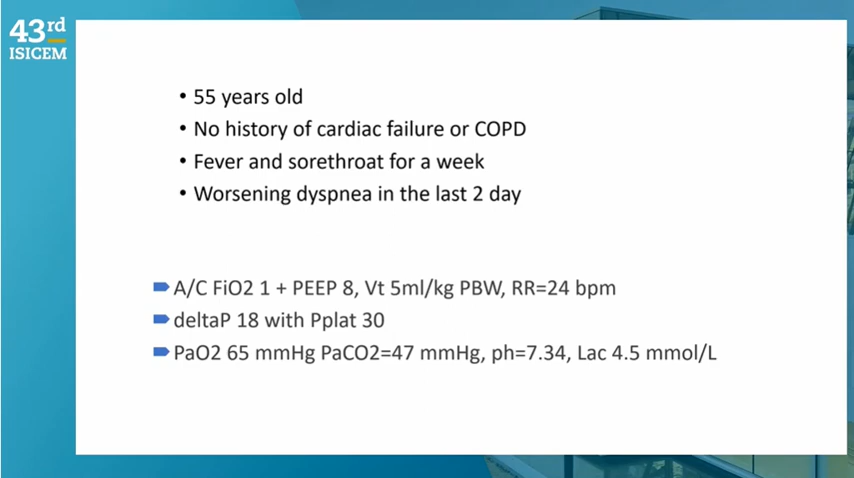 43rd
ISICEM
• 55 years old
• No history of cardiac failure or COPD
• Fever and sorethroat for a week
• Worsening dyspnea in the last 2 day
A/C FiO2 1 + PEEP 8, Vt 5ml/kg PBW, RR=24 bpm
deltaP 18 with Pplat 30
PaO2 65 mmHg PaCO2=47 mmHg, ph=7.34, Lac 4.5 mmol/L